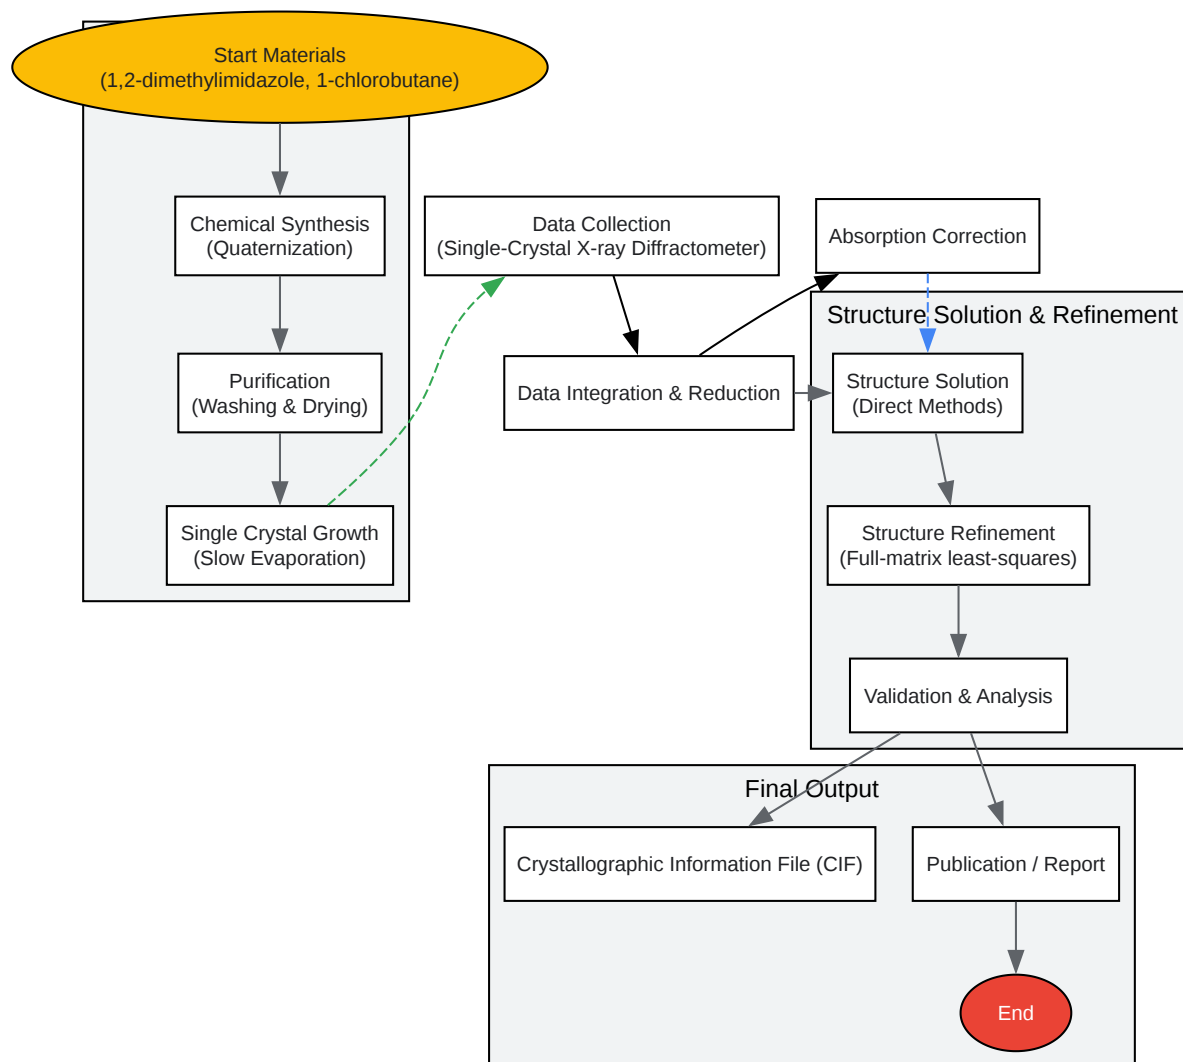 Start Materials
(1,2-dimethylimidazole, 1-chlorobutane)
Chemical Synthesis
(Quaternization)
Purification
(Washing & Drying)
Single Crystal Growth
(Slow Evaporation)
Data Collection
(Single-Crystal X-ray Diffractometer)
Data Integration & Reduction
Absorption Correction
Structure Solution & Refinement
Structure Solution
(Direct Methods)
Structure Refinement
(Full-matrix least-squares)
Validation & Analysis
Final Output
Crystallographic Information File (CIF)
Publication / Report
End